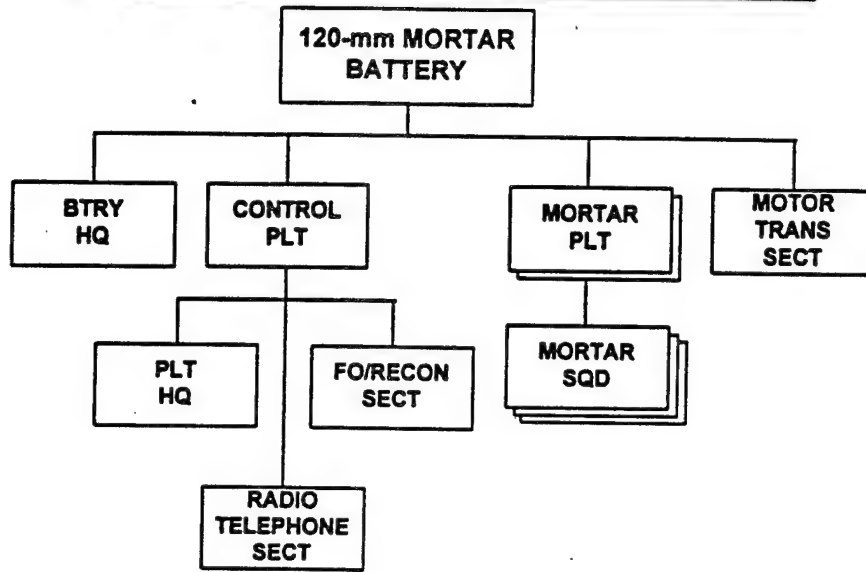 120-mm MORTAR
BATTERY
BTRY
HQ
CONTROL
PLT
MORTAR
PLT
MOTOR
TRANS
SECT
PLT
HQ
FO/RECON
SECT
MORTAR
SQD
RADIO
TELEPHONE
SECT